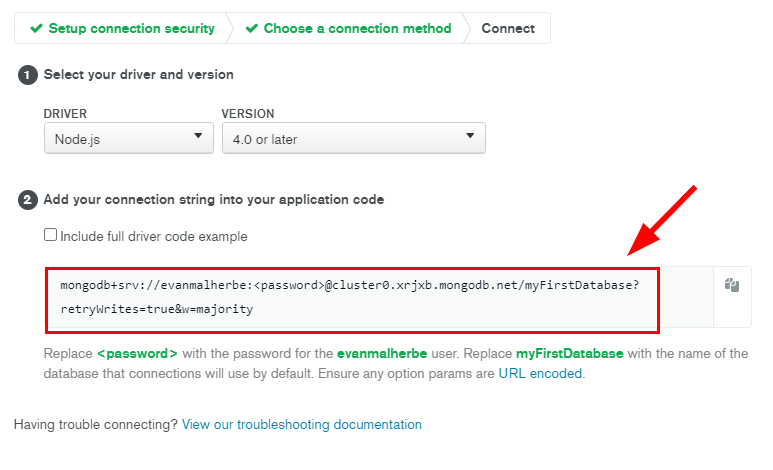 Setup connection security
Choose a connection method
Connect
1 Select your driver and version
DRIVER VERSION
Node.js 4.0 or later
2 Add your connection string into your application code
Include full driver code example
mongodb+srv://evanmalherbe:<password>@cluster0.xrjxb.mongodb.net/myFirstDatabase?
retryWrites=true&w=majority
Replace <password> with the password for the evanmalherbe user. Replace myFirstDatabase with the name of the
database that connections will use by default. Ensure any option params are URL encoded.
Having trouble connecting? View our troubleshooting documentation